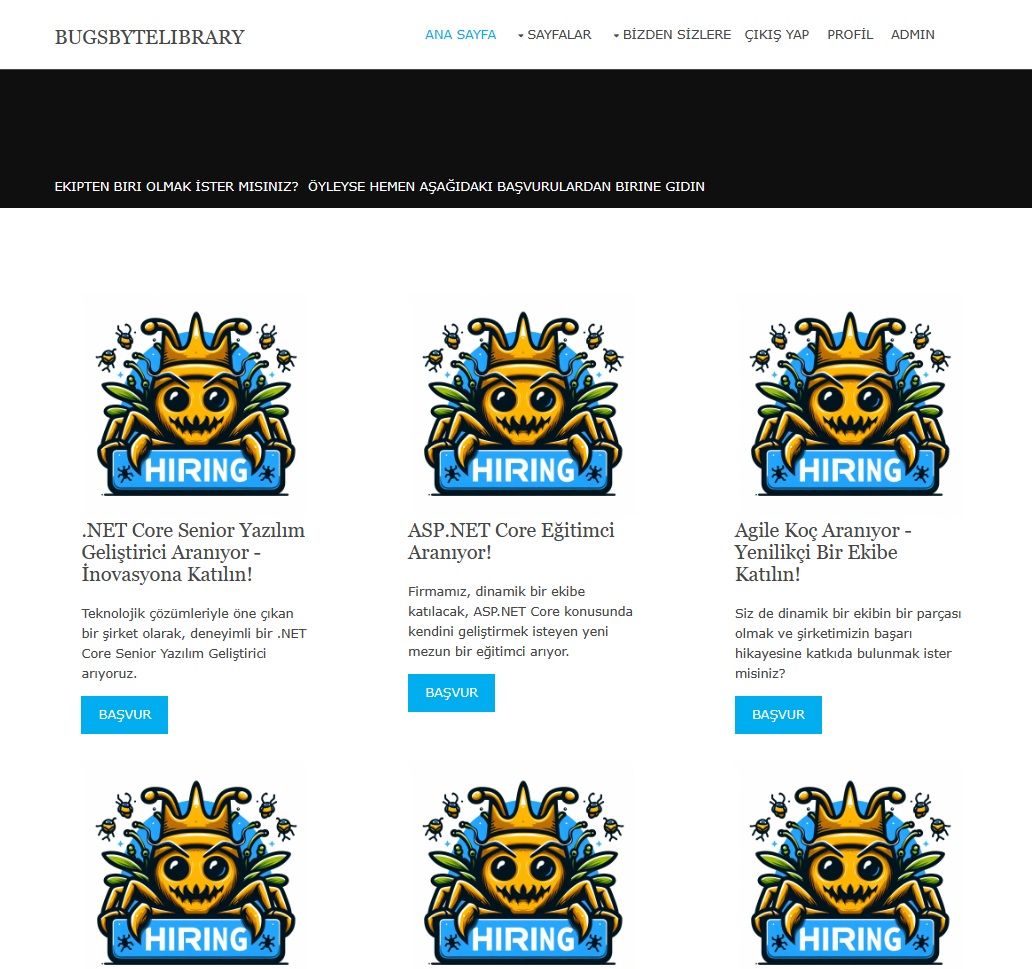 BUGSBYTELIBRARY
ANA SAYFA SAYFALAR BİZDEN SİZLERE ÇIKIŞ YAP PROFİL ADMIN
EKIPTEN BIRI OLMAK İSTER MISINIZ? ÖYLEYSE HEMEN AŞAĞIDAKI BAŞVURULARDAN BIRINE GIDIN
HIRING
HIRING
HIRING
.NET Core Senior Yazılım
Geliştirici Aranıyor -
İnovasyona Katılın!
Teknolojik çözümleriyle öne çıkan
bir şirket olarak, deneyimli bir .NET
Core Senior Yazılım Geliştirici
arıyoruz.
BAŞVUR
ASP.NET Core Eğitimci
Aranıyor!
Firmamız, dinamik bir ekibe
katılacak, ASP.NET Core konusunda
kendini geliştirmek isteyen yeni
mezun bir eğitimci arıyor.
BAŞVUR
Agile Koç Aranıyor -
Yenilikçi Bir Ekibe
Katılın!
Siz de dinamik bir ekibin bir parçası
olmak ve şirketimizin başarı
hikayesine katkıda bulunmak ister
misiniz?
BAŞVUR
HIRING
HIRING
HIRING